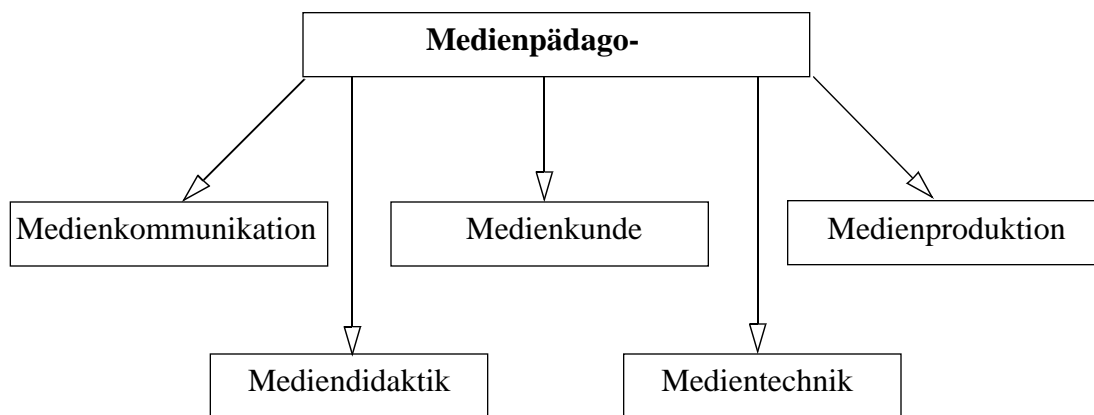 Medienpädago-
Medienkommunikation
Medienkunde
Medienproduktion
Mediendidaktik
Medientechnik